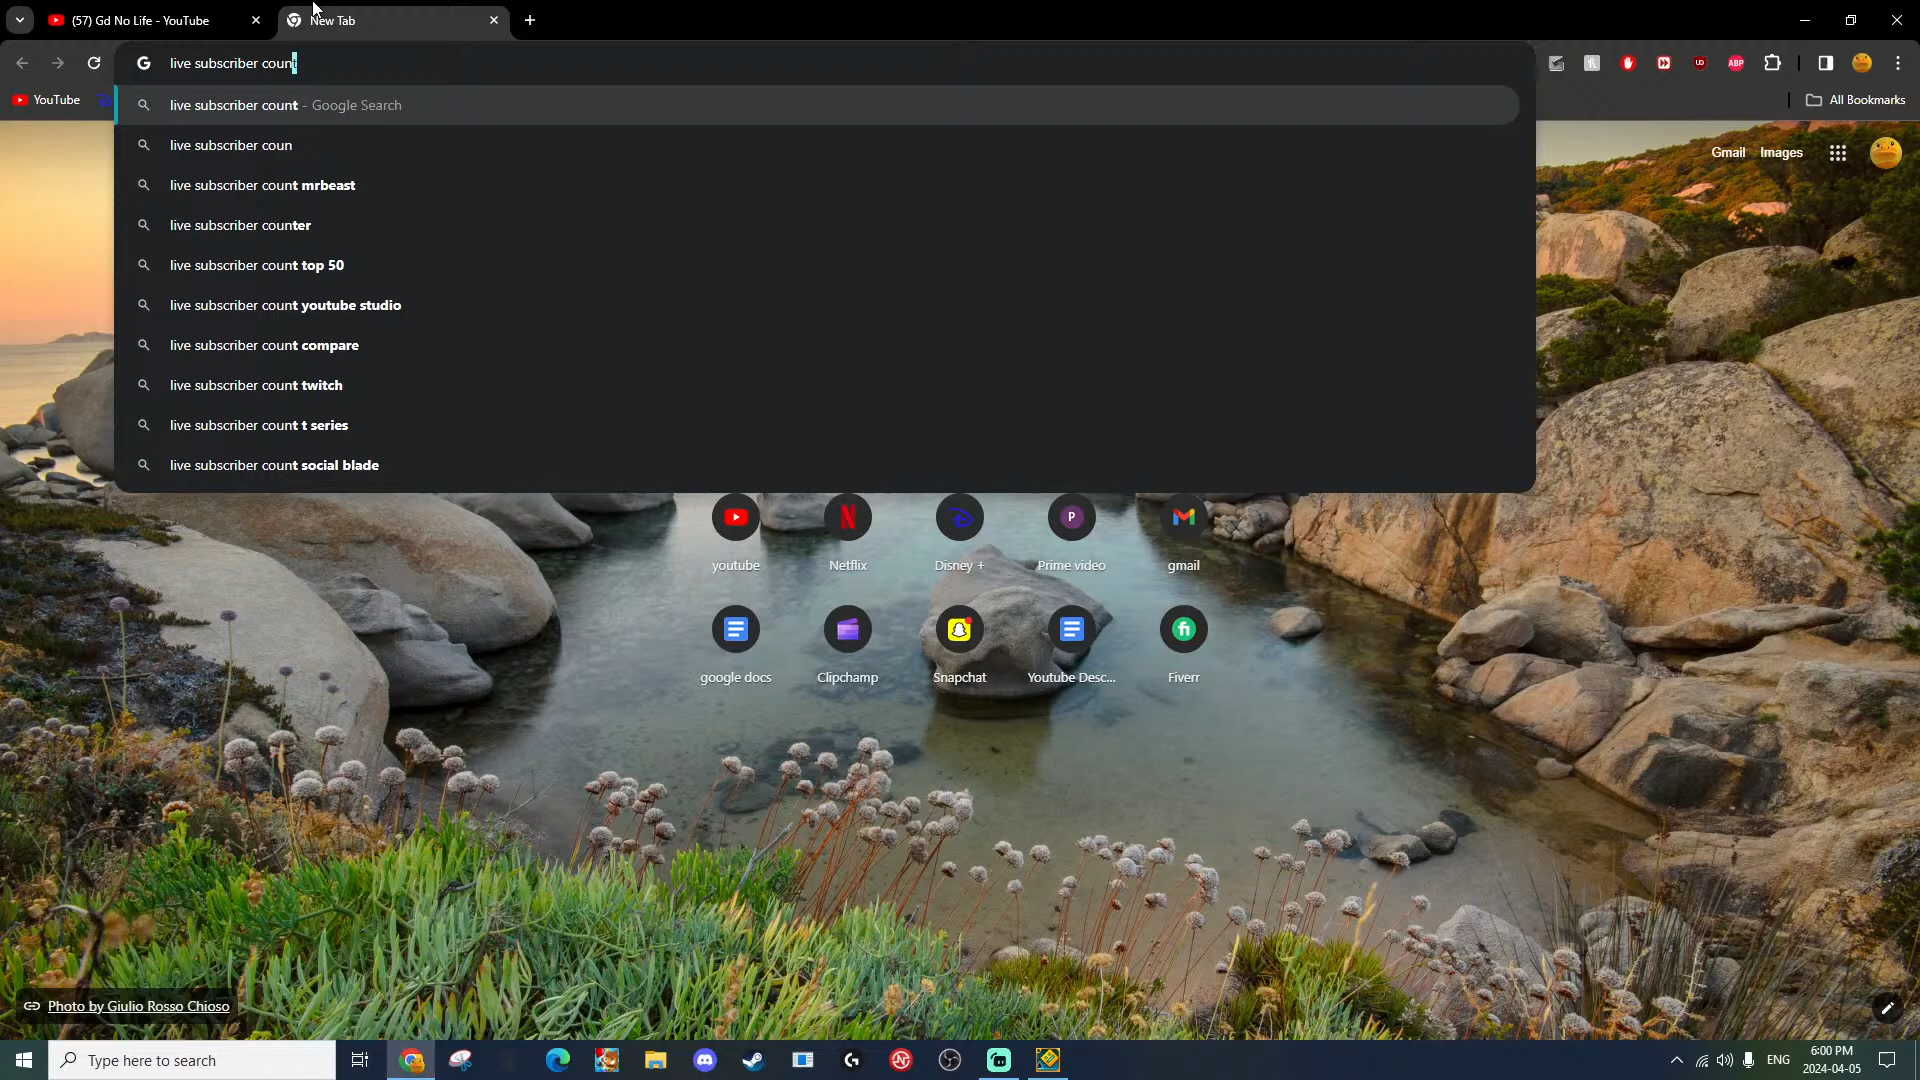 (57) Gd No Life - YouTube
New Tab
live subscriber count
YouTube
All Bookmarks
live subscriber count - Google Search
live subscriber coun
live subscriber count mrbeast
live subscriber counter
live subscriber count top 50
live subscriber count youtube studio
live subscriber count compare
live subscriber count twitch
live subscriber count t series
live subscriber count social blade
Gmail Images
youtube Netflix Disney + Prime video gmail
google docs Clipchamp Snapchat Youtube Desc... Fiverr
Photo by Giulio Rosso Chioso
Type here to search
ENG
6:00 PM
2024-04-05